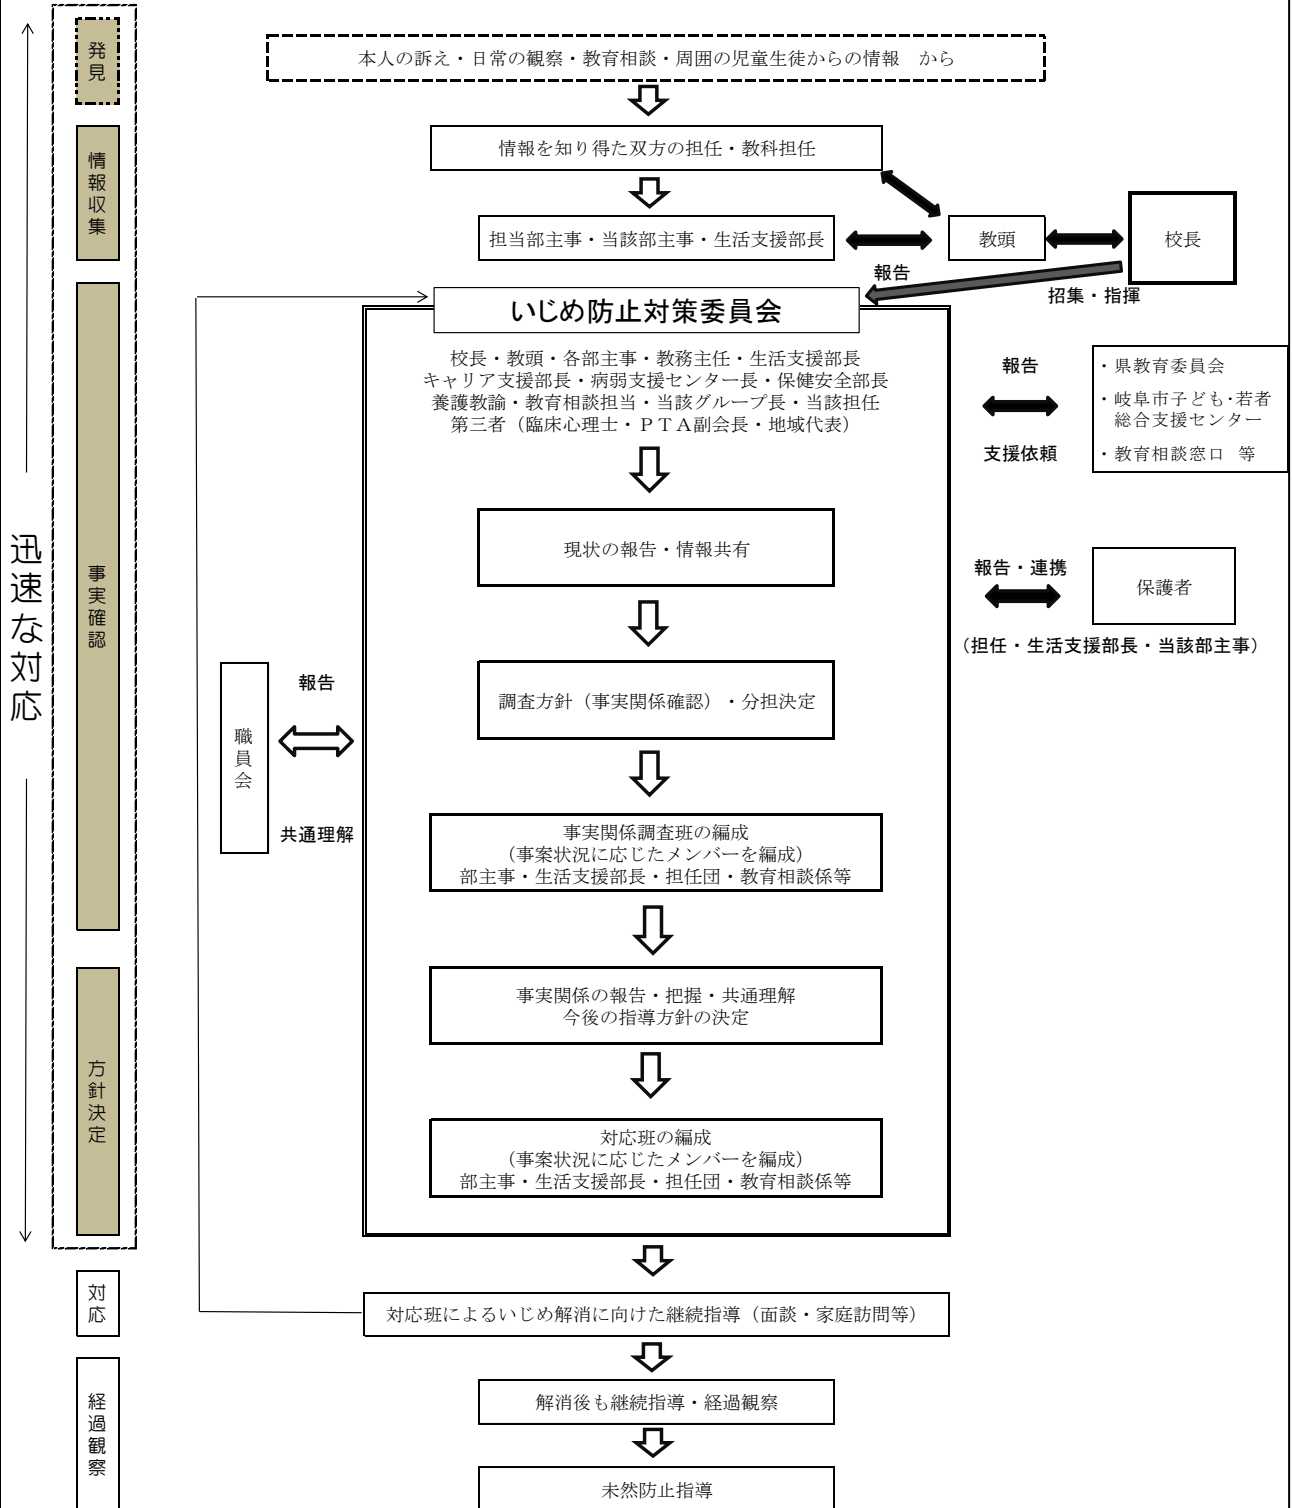 迅速な対応
発見
本人の訴え・日常の観察・教育相談・周囲の児童生徒からの情報　から
情報収集
情報を知り得た双方の担任・教科担任
担当部主事・当該部主事・生活支援部長
教頭
校長
報告
招集・指揮
事実確認
いじめ防止対策委員会
校長・教頭・各部主事・教務主任・生活支援部長
キャリア支援部長・病弱支援センター長・保健安全部長
養護教諭・教育相談担当・当該グループ長・当該担任
第三者（臨床心理士・ＰＴＡ副会長・地域代表）
報告
支援依頼
・県教育委員会
・岐阜市子ども・若者
総合支援センター
・教育相談窓口　等
現状の報告・情報共有
報告・連携
保護者
（担任・生活支援部長・当該部主事）
調査方針（事実関係確認）・分担決定
職員会
報告
共通理解
事実関係調査班の編成
（事案状況に応じたメンバーを編成）
部主事・生活支援部長・担任団・教育相談係等
方針決定
事実関係の報告・把握・共通理解
今後の指導方針の決定
対応班の編成
（事案状況に応じたメンバーを編成）
部主事・生活支援部長・担任団・教育相談係等
対応
対応班によるいじめ解消に向けた継続指導（面談・家庭訪問等）
経過観察
解消後も継続指導・経過観察
未然防止指導